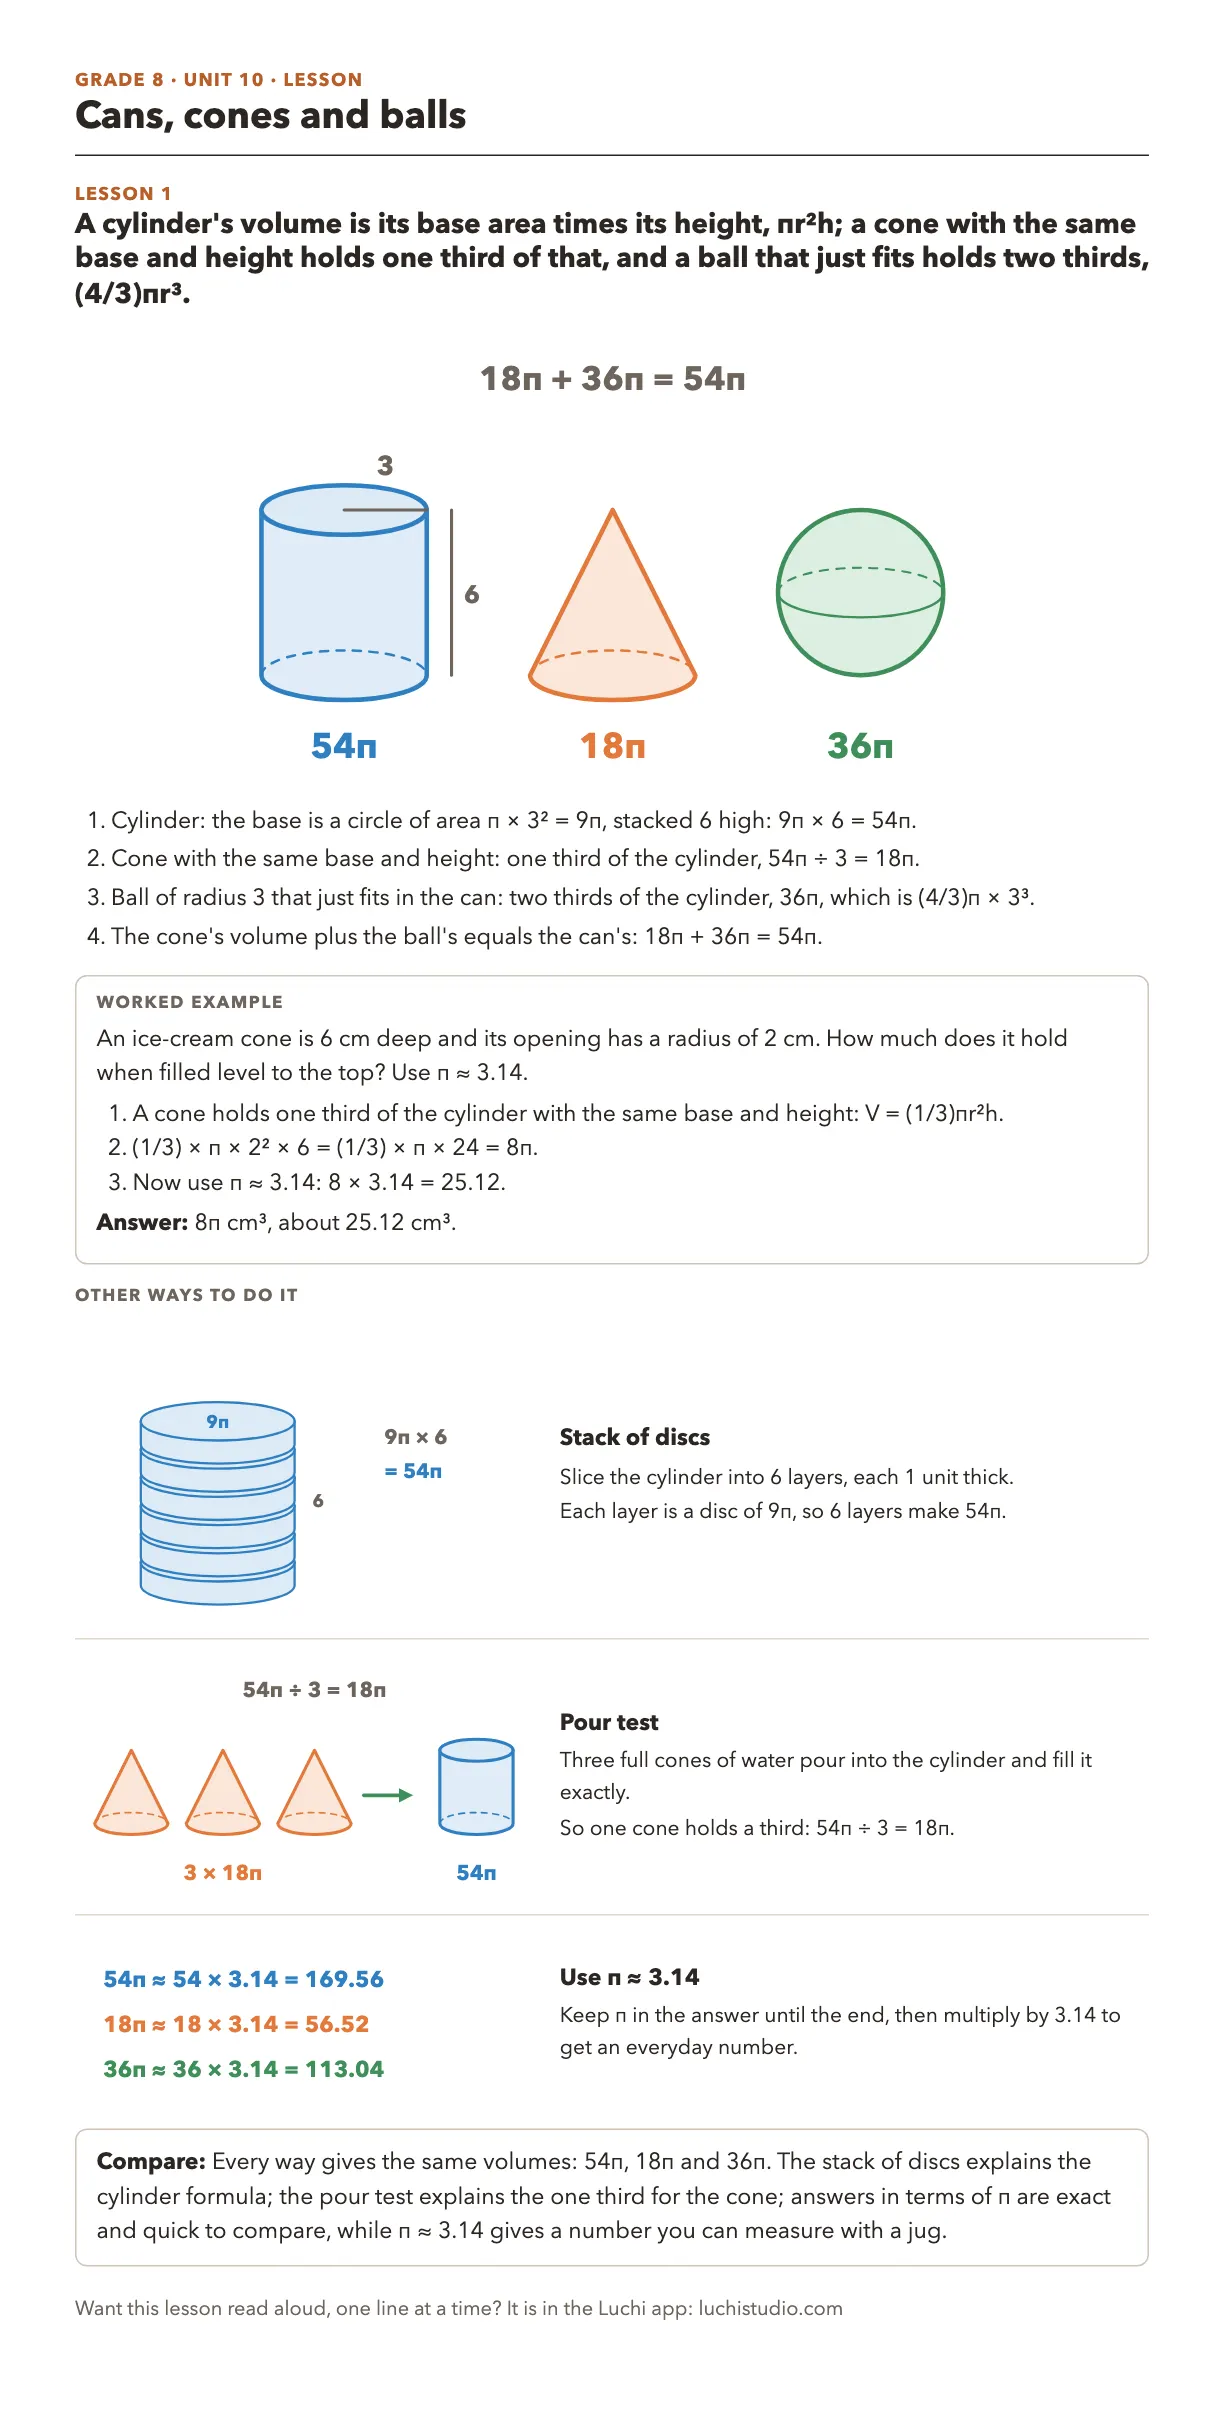 GRADE 8 · UNIT 10 · LESSON
Cans, cones and balls
LESSON 1
A cylinder's volume is its base area times its height, πr²h; a cone with the same
base and height holds one third of that, and a ball that just fits holds two thirds,
(4/3)πr³.
18π + 36π = 54π
3
6
54π
18π
36π
1. Cylinder: the base is a circle of area π × 3² = 9π, stacked 6 high: 9π × 6 = 54π.
2. Cone with the same base and height: one third of the cylinder, 54π ÷ 3 = 18π.
3. Ball of radius 3 that just fits in the can: two thirds of the cylinder, 36π, which is (4/3)π × 3³.
4. The cone's volume plus the ball's equals the can's: 18π + 36π = 54π.
WORKED EXAMPLE
An ice-cream cone is 6 cm deep and its opening has a radius of 2 cm. How much does it hold
when filled level to the top? Use π ≈ 3.14.
1. A cone holds one third of the cylinder with the same base and height: V = (1/3)πr²h.
2. (1/3) × π × 2² × 6 = (1/3) × π × 24 = 8π.
3. Now use π ≈ 3.14: 8 × 3.14 = 25.12.
Answer: 8π cm³, about 25.12 cm³.
OTHER WAYS TO DO IT
9π
6
9π × 6
= 54π
Stack of discs
Slice the cylinder into 6 layers, each 1 unit thick.
Each layer is a disc of 9π, so 6 layers make 54π.
54π ÷ 3 = 18π
3 × 18π
54π
Pour test
Three full cones of water pour into the cylinder and fill it
exactly.
So one cone holds a third: 54π ÷ 3 = 18π.
54π ≈ 54 × 3.14 = 169.56
18π ≈ 18 × 3.14 = 56.52
36π ≈ 36 × 3.14 = 113.04
Use π ≈ 3.14
Keep π in the answer until the end, then multiply by 3.14 to
get an everyday number.
Compare: Every way gives the same volumes: 54π, 18π and 36π. The stack of discs explains the
cylinder formula; the pour test explains the one third for the cone; answers in terms of π are exact
and quick to compare, while π ≈ 3.14 gives a number you can measure with a jug.
Want this lesson read aloud, one line at a time? It is in the Luchi app: luchistudio.com